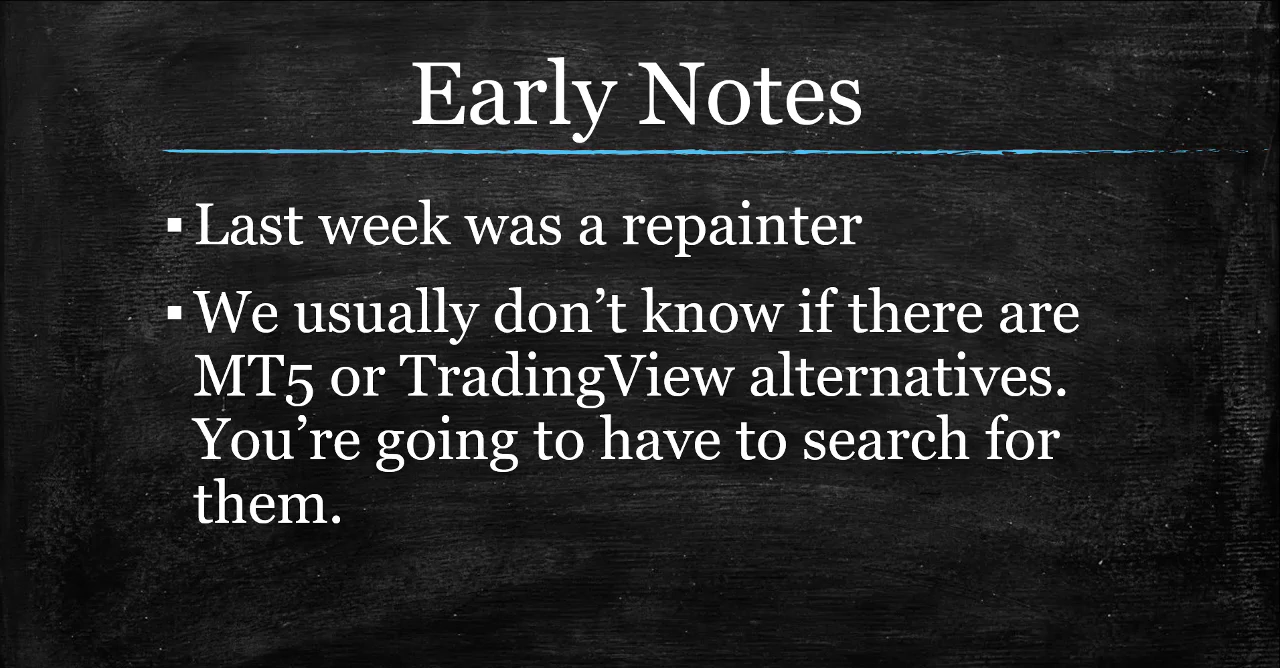 Early Notes
▪ Last week was a repainter
▪ We usually don’t know if there are
MT5 or TradingView alternatives.
You’re going to have to search for
them.